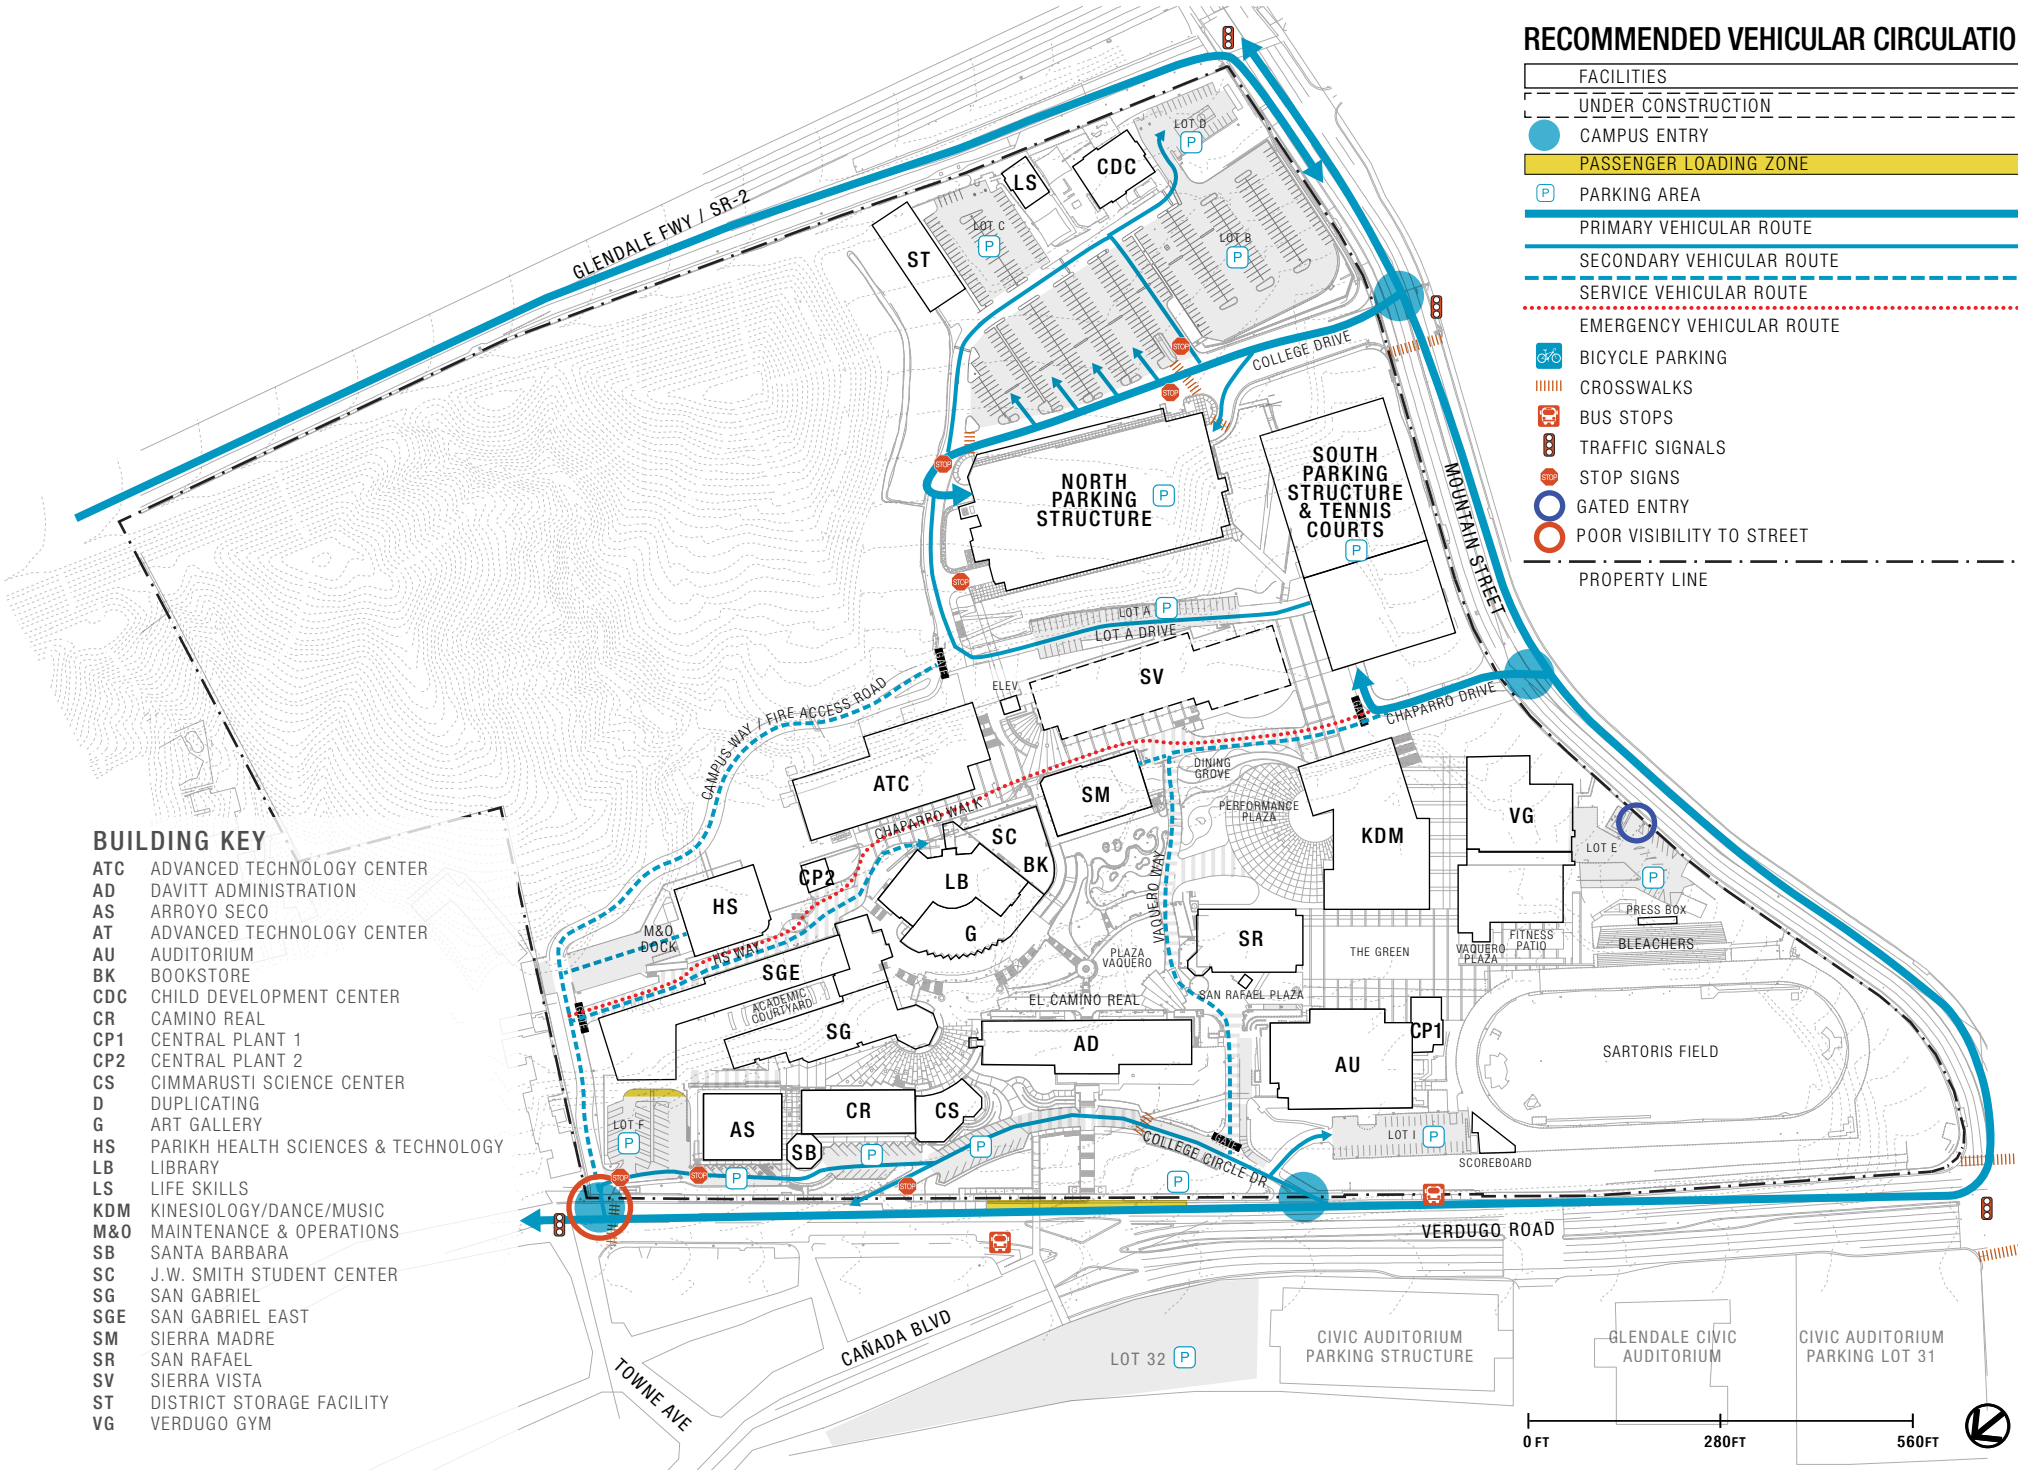 RECOMMENDED VEHICULAR CIRCULATIO
FACILITIES
UNDER CONSTRUCTION
CAMPUS ENTRY
PASSENGER LOADING ZONE
P PARKING AREA
PRIMARY VEHICULAR ROUTE
SECONDARY VEHICULAR ROUTE
SERVICE VEHICULAR ROUTE
EMERGENCY VEHICULAR ROUTE
BICYCLE PARKING
CROSSWALKS
BUS STOPS
TRAFFIC SIGNALS
STOP STOP SIGNS
GATED ENTRY
POOR VISIBILITY TO STREET
PROPERTY LINE
GLENDALE FWY / SR-2
LOT D
P
CDC
LS
LOT C
P
ST
LOT B
P
STOP
COLLEGE DRIVE
STOP
STOP
NORTH
PARKING
STRUCTURE
P
SOUTH
PARKING
STRUCTURE
& TENNIS
COURTS
P
MOUNTAIN STREET
STOP
LOT A
P
LOT A DRIVE
GATE
SV
ELEV
CAMPUS WAY / FIRE ACCESS ROAD
GATE
CHAPARRO DRIVE
ATC
SM
DINING
GROVE
PERFORMANCE
PLAZA
CHAPARRO WALK
KDM
VG
LOT E
P
SC
BK
LB
CP2
HS
G
VAQUERO WAY
PRESS BOX
BLEACHERS
FITNESS
PATIO
VAQUERO
PLAZA
THE GREEN
SR
M&O
DOCK
HS WAY
SGE
PLAZA
VAQUERO
SAN RAFAEL PLAZA
EL CAMINO REAL
ACADEMIC
COURTYARD
GATE
SG
AD
AU
CP1
SARTORIS FIELD
LOT F
P
AS
CR
CS
SB
P
P
P
COLLEGE CIRCLE DR
GATE
LOT I
P
SCOREBOARD
STOP
STOP
STOP
P
VERDUGO ROAD
CAÑADA BLVD
TOWNE AVE
LOT 32
P
CIVIC AUDITORIUM
PARKING STRUCTURE
GLENDALE CIVIC
AUDITORIUM
CIVIC AUDITORIUM
PARKING LOT 31
0 FT
280FT
560FT
BUILDING KEY
ATC ADVANCED TECHNOLOGY CENTER
AD DAVITT ADMINISTRATION
AS ARROYO SECO
AT ADVANCED TECHNOLOGY CENTER
AU AUDITORIUM
BK BOOKSTORE
CDC CHILD DEVELOPMENT CENTER
CR CAMINO REAL
CP1 CENTRAL PLANT 1
CP2 CENTRAL PLANT 2
CS CIMMARUSTI SCIENCE CENTER
D DUPLICATING
G ART GALLERY
HS PARIKH HEALTH SCIENCES & TECHNOLOGY
LB LIBRARY
LS LIFE SKILLS
KDM KINESIOLOGY/DANCE/MUSIC
M&O MAINTENANCE & OPERATIONS
SB SANTA BARBARA
SC J.W. SMITH STUDENT CENTER
SG SAN GABRIEL
SGE SAN GABRIEL EAST
SM SIERRA MADRE
SR SAN RAFAEL
SV SIERRA VISTA
ST DISTRICT STORAGE FACILITY
VG VERDUGO GYM